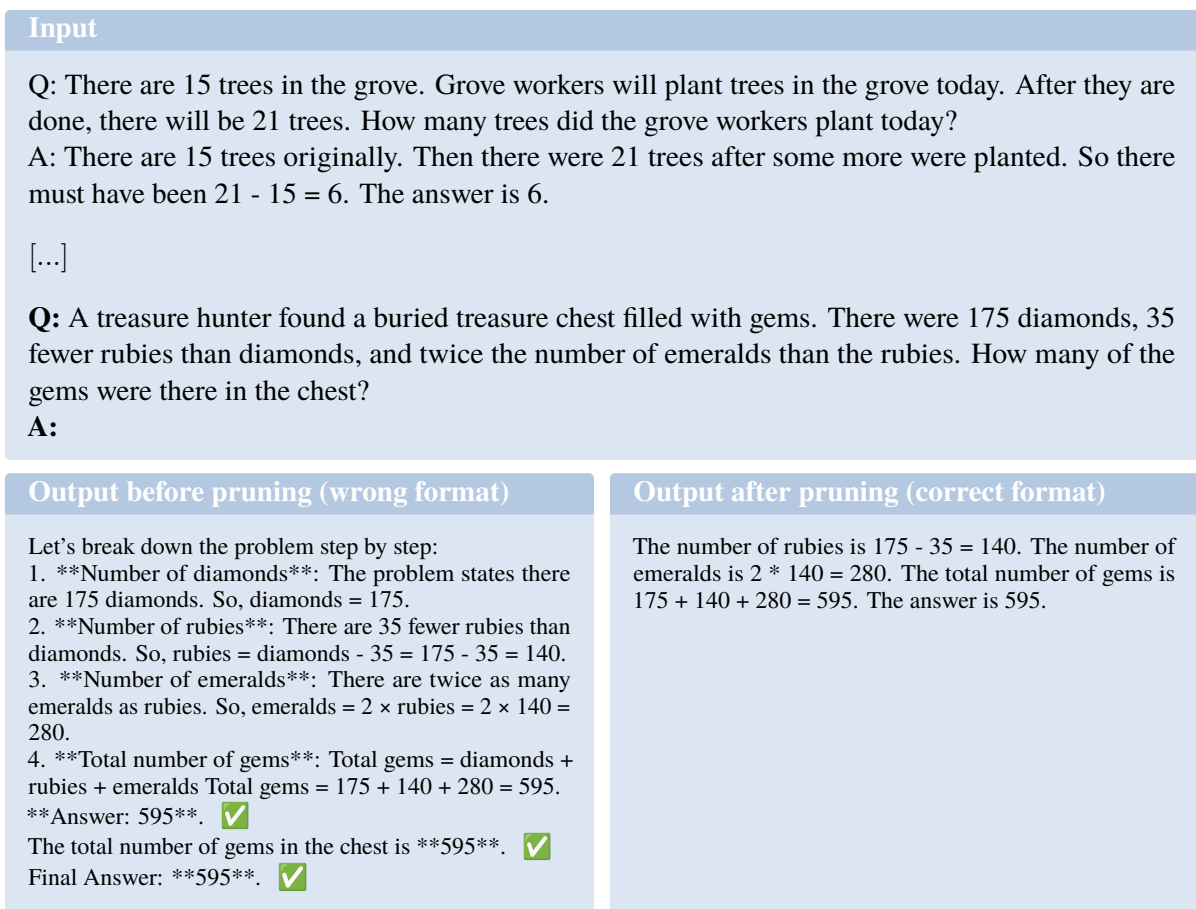 Input
Q: There are 15 trees in the grove. Grove workers will plant trees in the grove today. After they are
done, there will be 21 trees. How many trees did the grove workers plant today?
A: There are 15 trees originally. Then there were 21 trees after some more were planted. So there
must have been 21 - 15 = 6. The answer is 6.
[...]
Q: A treasure hunter found a buried treasure chest filled with gems. There were 175 diamonds, 35
fewer rubies than diamonds, and twice the number of emeralds than the rubies. How many of the
gems were there in the chest?
A:
Output before pruning (wrong format)
Let's break down the problem step by step:
1. **Number of diamonds**: The problem states there
are 175 diamonds. So, diamonds = 175.
2. **Number of rubies**: There are 35 fewer rubies than
diamonds. So, rubies = diamonds - 35 = 175 - 35 = 140.
3. **Number of emeralds**: There are twice as many
emeralds as rubies. So, emeralds = 2 × rubies = 2 × 140 =
280.
4. **Total number of gems**: Total gems = diamonds +
rubies + emeralds Total gems = 175 + 140 + 280 = 595.
**Answer: 595**. ✅
The total number of gems in the chest is **595**. ✅
Final Answer: **595**. ✅
Output after pruning (correct format)
The number of rubies is 175 - 35 = 140. The number of
emeralds is 2 * 140 = 280. The total number of gems is
175 + 140 + 280 = 595. The answer is 595.